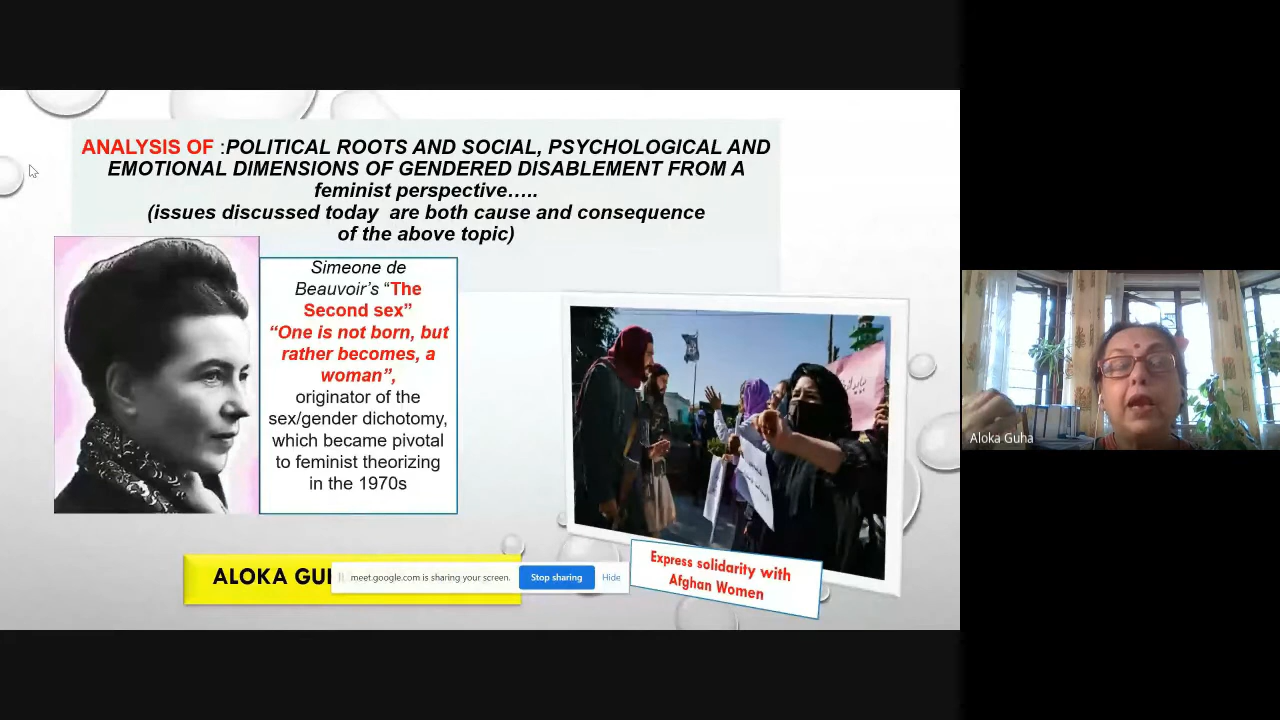 ANALYSIS OF :POLITICAL ROOTS AND SOCIAL, PSYCHOLOGICAL AND
EMOTIONAL DIMENSIONS OF GENDERED DISABLEMENT FROM A
feminist perspective…..
(issues discussed today  are both cause and consequence
of the above topic)
Simeone de
Beauvoir's “The
Second sex”
“One is not born, but
rather becomes, a
woman”,
originator of the
sex/gender dichotomy,
which became pivotal
to feminist theorizing
in the 1970s
Express solidarity with
Afghan Women
ALOKA
meet.google.com is sharing your screen.
Stop sharing
Hide
Aloka Guha